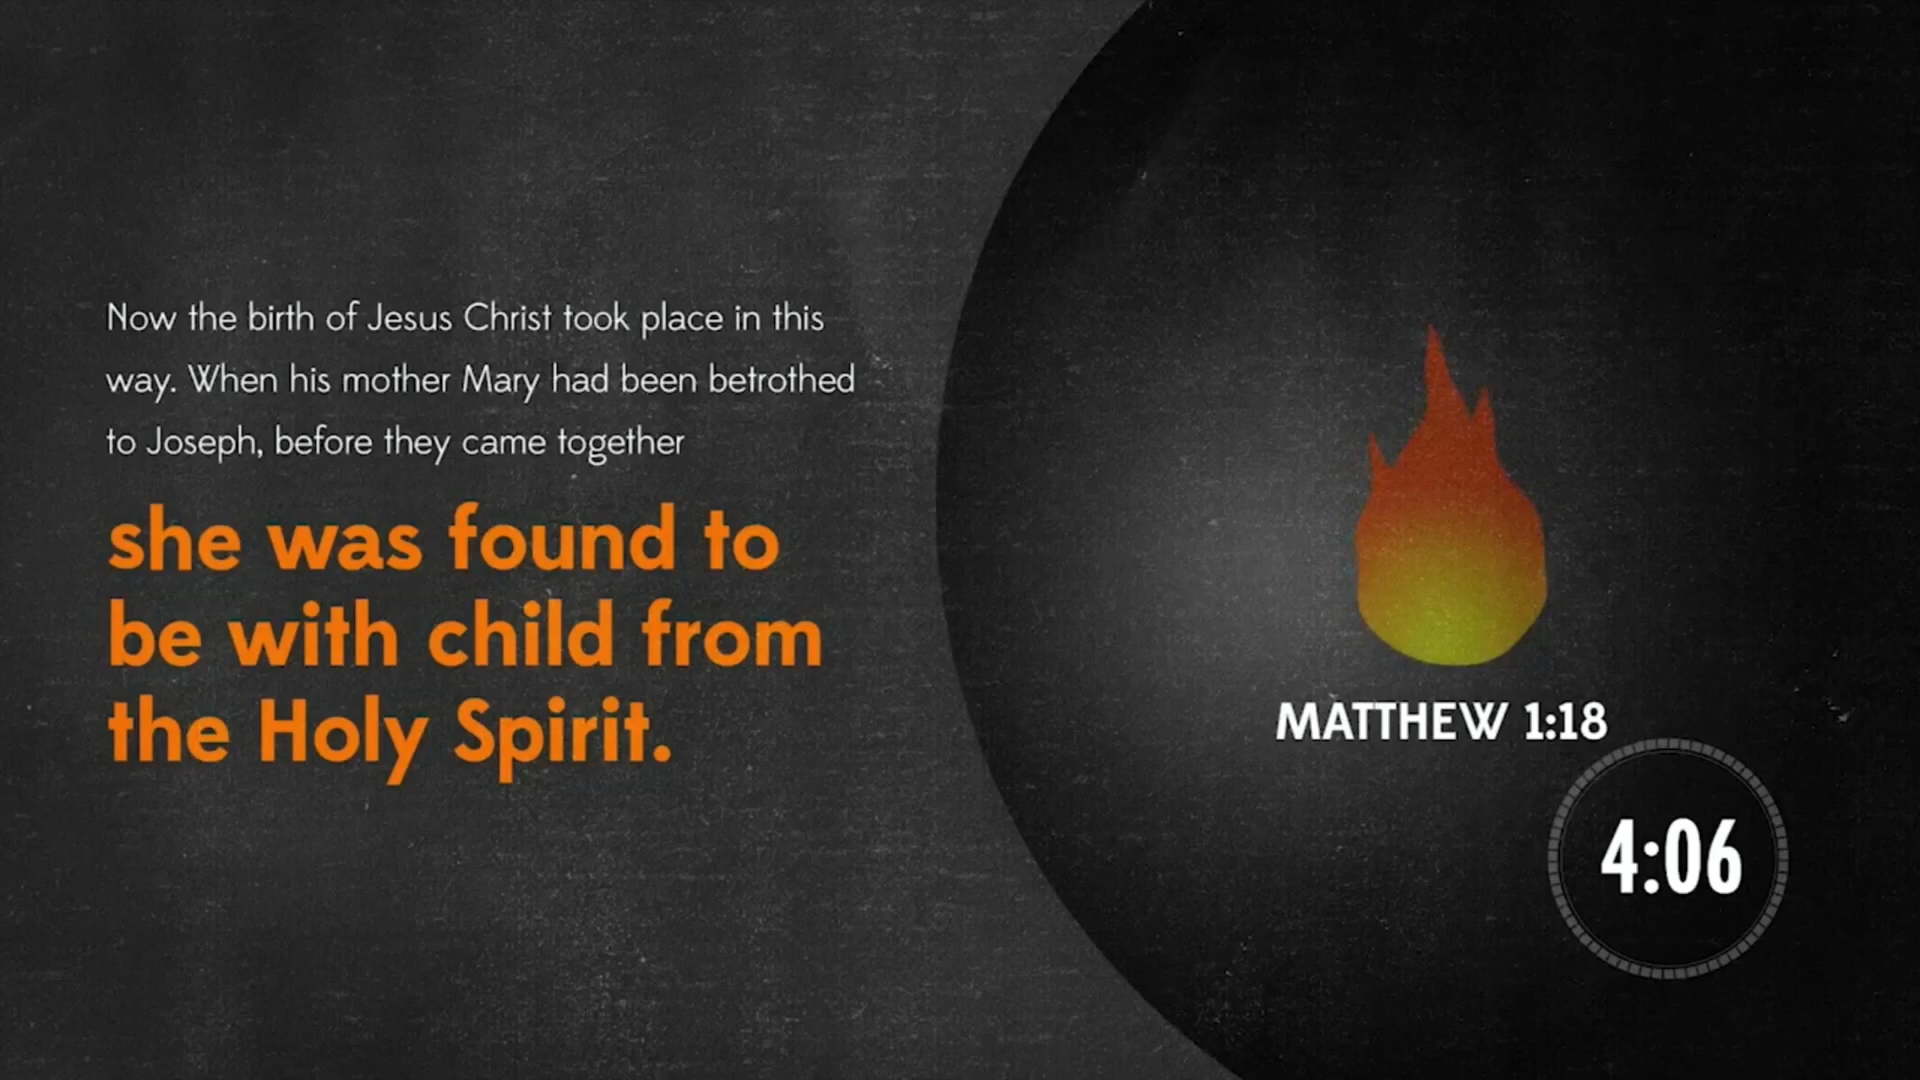 Now the birth of Jesus Christ took place in this
way. When his mother Mary had been betrothed
to Joseph, before they came together
she was found to
be with child from
the Holy Spirit.
MATTHEW 1:18
4:06